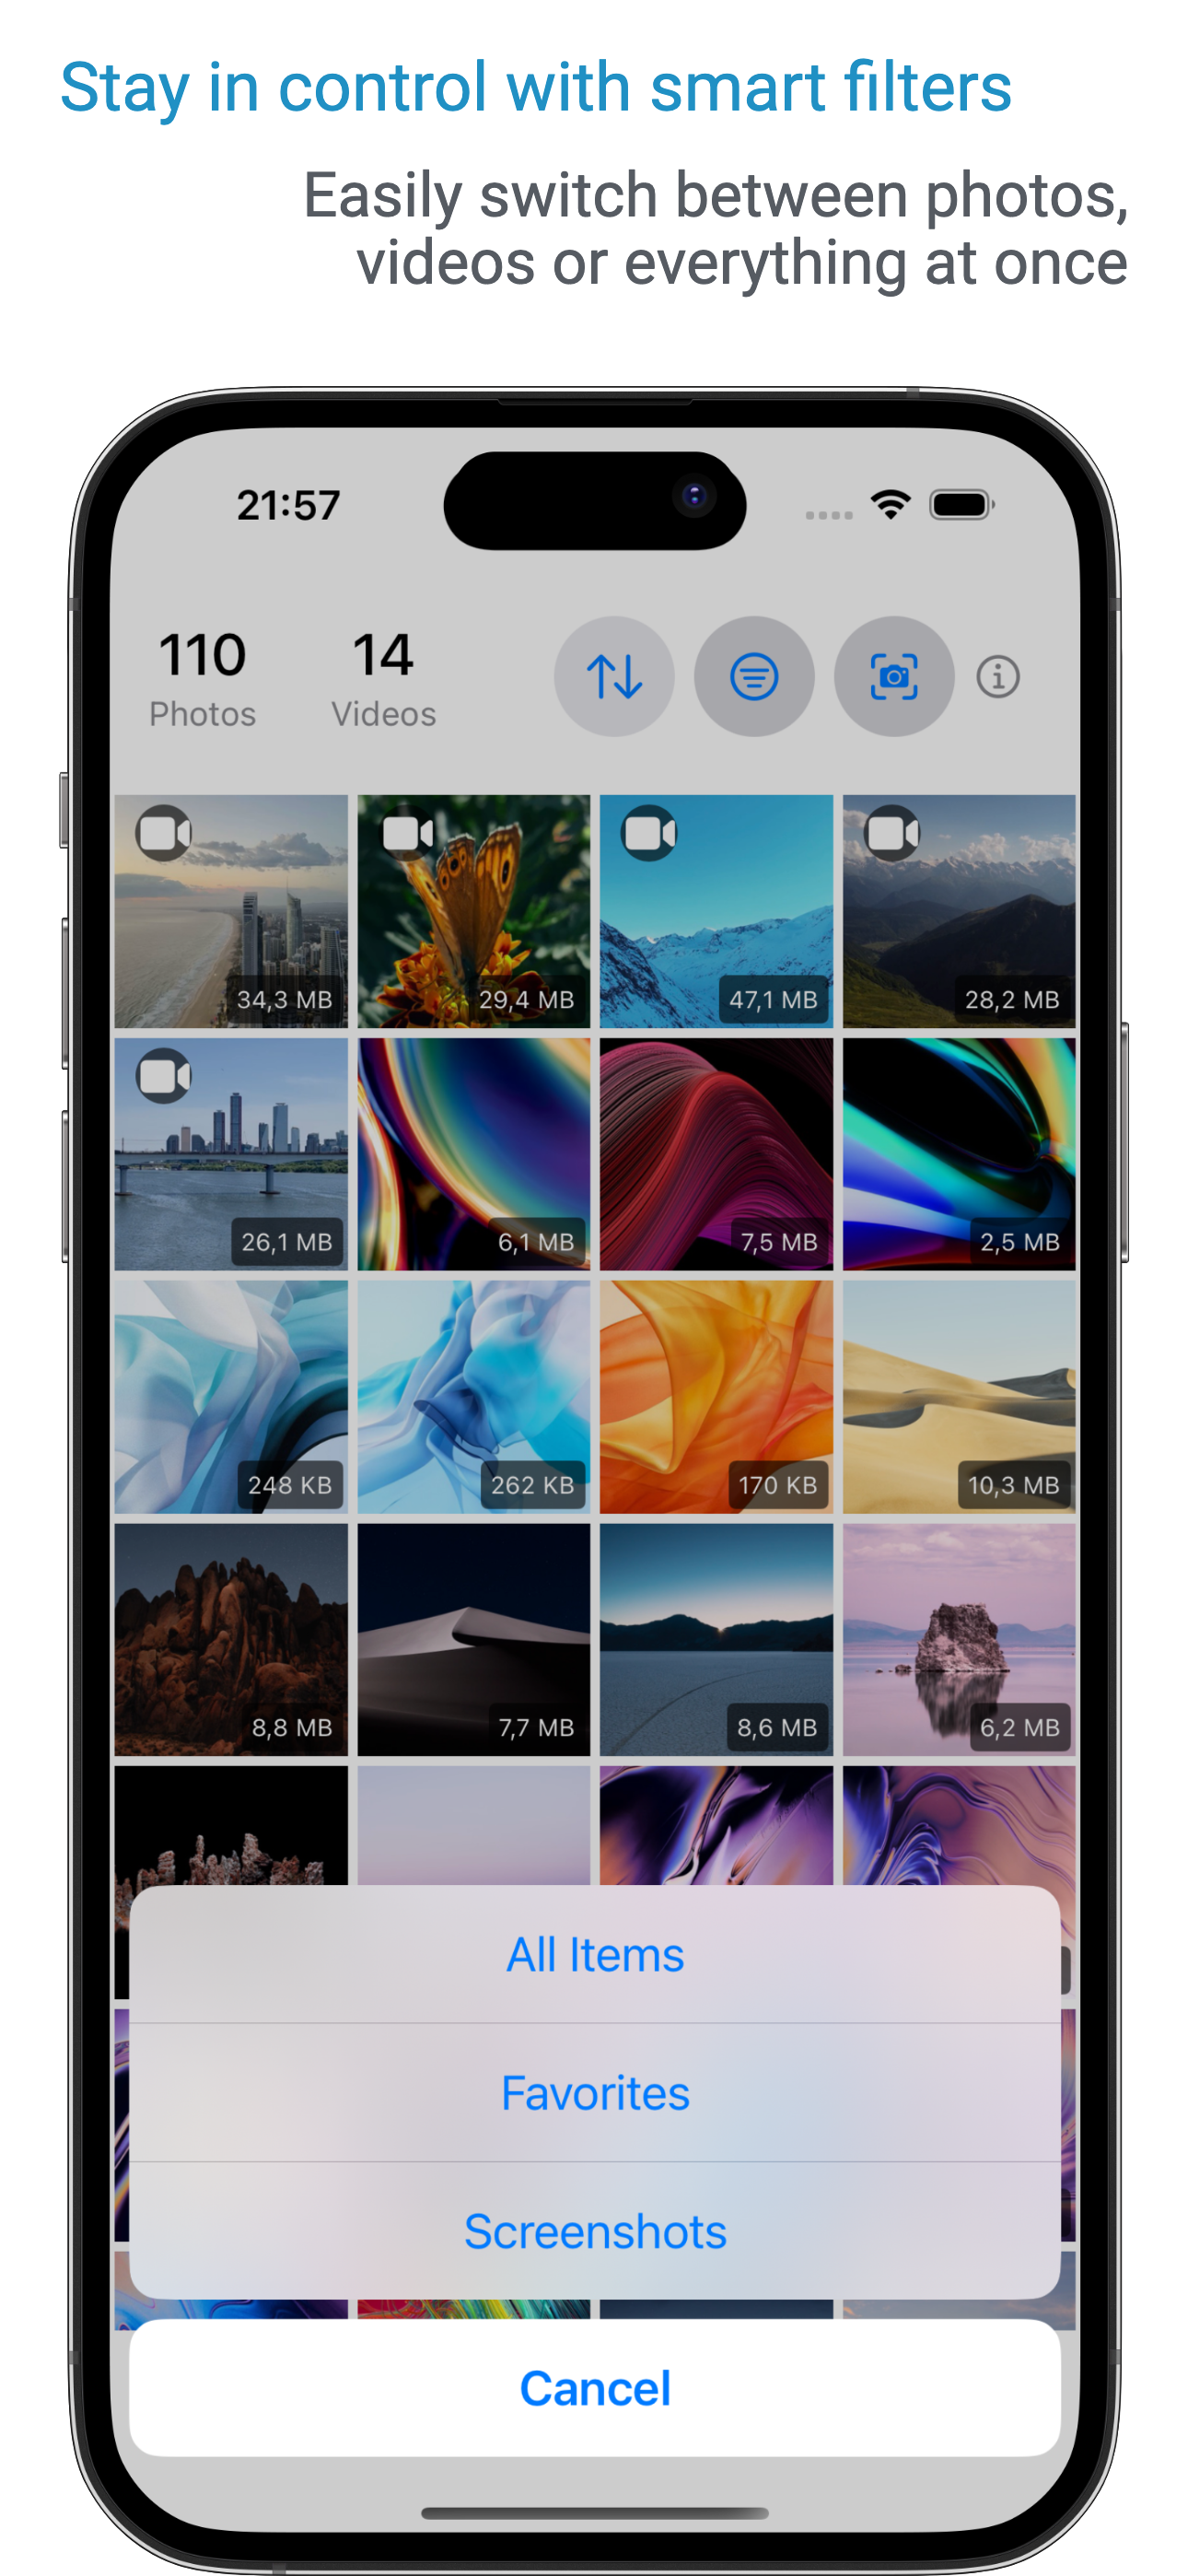 Stay in control with smart filters
Easily switch between photos,
videos or everything at once
21:57
110
Photos
14
Videos
34,3 MB
29,4 MB
47,1 MB
28,2 MB
26,1 MB
6,1 MB
7,5 MB
2,5 MB
248 KB
262 KB
170 KB
10,3 MB
8,8 MB
7,7 MB
8,6 MB
6,2 MB
All Items
Favorites
Screenshots
Cancel